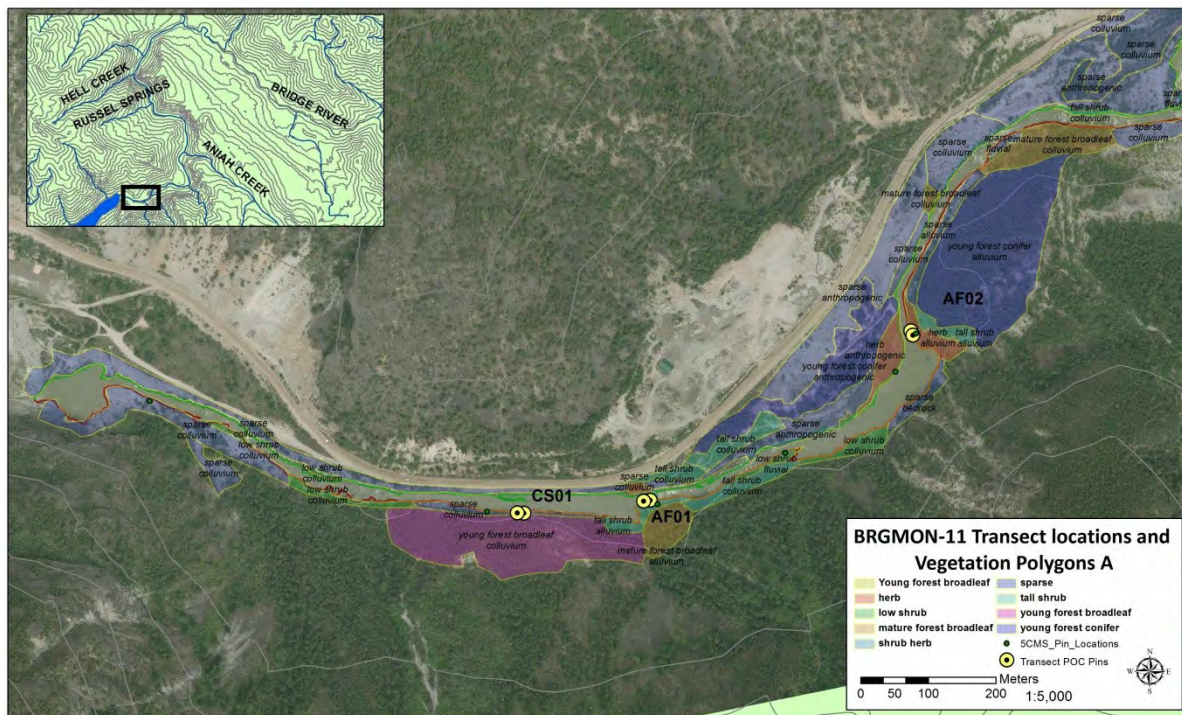 HELL CREEK
RUSSEL SPRINGS
BRIDGE RIVER
ANIAH CREEK
sparse
colluvium
sparse
colluvium
sparse
anthropogenic
sparse
tall shrub
colluvium
sparse
colluvium
sparse
fluvial
mature forest broadleaf
colluvium
sparse
colluvium
mature forest broadleaf
colluvium
sparse
alluvium
sparse
colluvium
young forest conifer
alluvium
sparse
anthropogenic
AF02
herb
alluvium
tall shrub
alluvium
herb
anthropogenic
young forest conifer
anthropogenic
sparse
bedrock
sparse
colluvium
sparse
colluvium
low shrub
colluvium
sparse
colluvium
low shrub
colluvium
low shrub
colluvium
sparse
anthropogenic
tall shrub
colluvium
low shrub
colluvium
low shrub
fluvial
tall shrub
colluvium
tall shrub
colluvium
sparse
colluvium
CS01
AF01
sparse
colluvium
tall shrub
alluvium
young forest broadleaf
colluvium
mature forest broadleaf
alluvium
BRGMON-11 Transect locations and
Vegetation Polygons A
Young forest broadleaf
herb
low shrub
mature forest broadleaf
shrub herb
sparse
tall shrub
young forest broadleaf
young forest conifer
5CMS_Pin_Locations
Transect POC Pins
Meters
0 50 100 200
1:5,000
N
W E
S